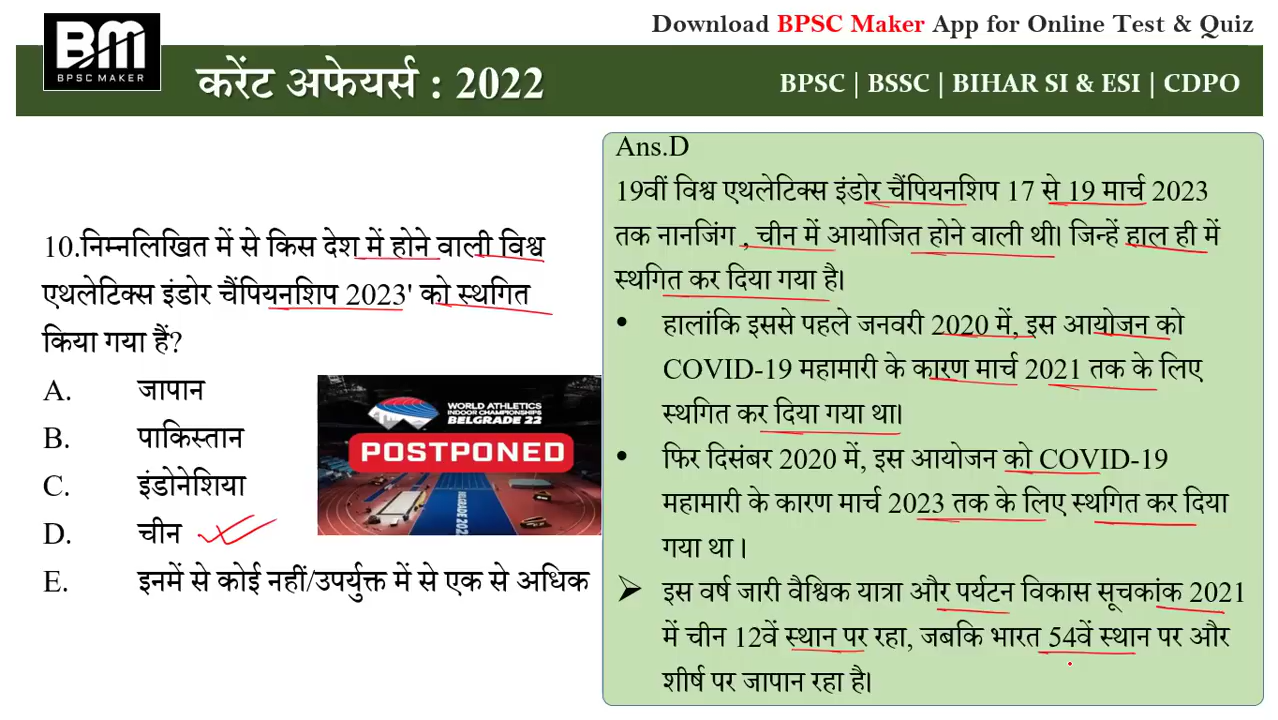 Download BPSC Maker App for Online Test & Quiz
BM
BPSC MAKER
करेंट अफेयर्स : 2022
BPSC | BSSC | BIHAR SI & ESI | CDPO
10.निम्नलिखित में से किस देश में होने वाली विश्व
एथलेटिक्स इंडोर चैंपियनशिप 2023' को स्थगित
किया गया हैं?
A. जापान
B. पाकिस्तान
C. इंडोनेशिया
D. चीन
E. इनमें से कोई नहीं/उपर्युक्त में से एक से अधिक
WORLD ATHLETICS
INDOOR CHAMPIONSHIPS
BELGRADE 22
POSTPONED
Ans.D
19वीं विश्व एथलेटिक्स इंडोर चैंपियनशिप 17 से 19 मार्च 2023
तक नानजिंग , चीन में आयोजित होने वाली थी। जिन्हें हाल ही में
स्थगित कर दिया गया है।
• हालांकि इससे पहले जनवरी 2020 में, इस आयोजन को
COVID-19 महामारी के कारण मार्च 2021 तक के लिए
स्थगित कर दिया गया था।
• फिर दिसंबर 2020 में, इस आयोजन को COVID-19
महामारी के कारण मार्च 2023 तक के लिए स्थगित कर दिया
गया था ।
➢ इस वर्ष जारी वैश्विक यात्रा और पर्यटन विकास सूचकांक 2021
में चीन 12वें स्थान पर रहा, जबकि भारत 54वें स्थान पर और
शीर्ष पर जापान रहा है।